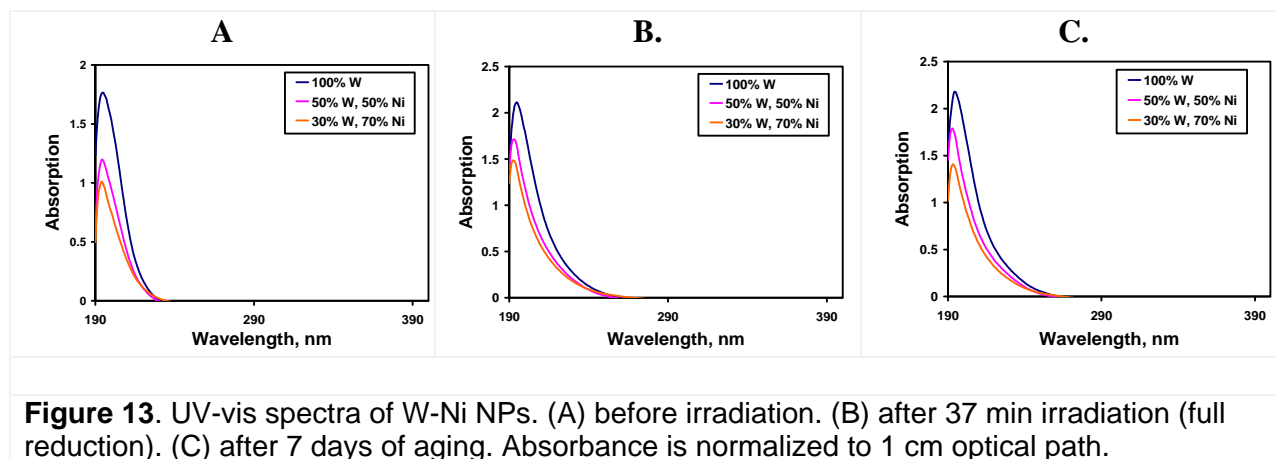 A
B.
C.
2
1.5
1
0.5
0
Absorption
100% W
50% W, 50% Ni
30% W, 70% Ni
190
290
390
Wavelength, nm
2.5
2
1.5
1
0.5
0
Absorption
100% W
50% W, 50% Ni
30% W, 70% Ni
190
290
390
Wavelength, nm
2.5
2
1.5
1
0.5
0
Absorption
100% W
50% W, 50% Ni
30% W, 70% Ni
190
290
390
Wavelength, nm
Figure 13. UV-vis spectra of W-Ni NPs. (A) before irradiation. (B) after 37 min irradiation (full
reduction). (C) after 7 days of aging. Absorbance is normalized to 1 cm optical path.